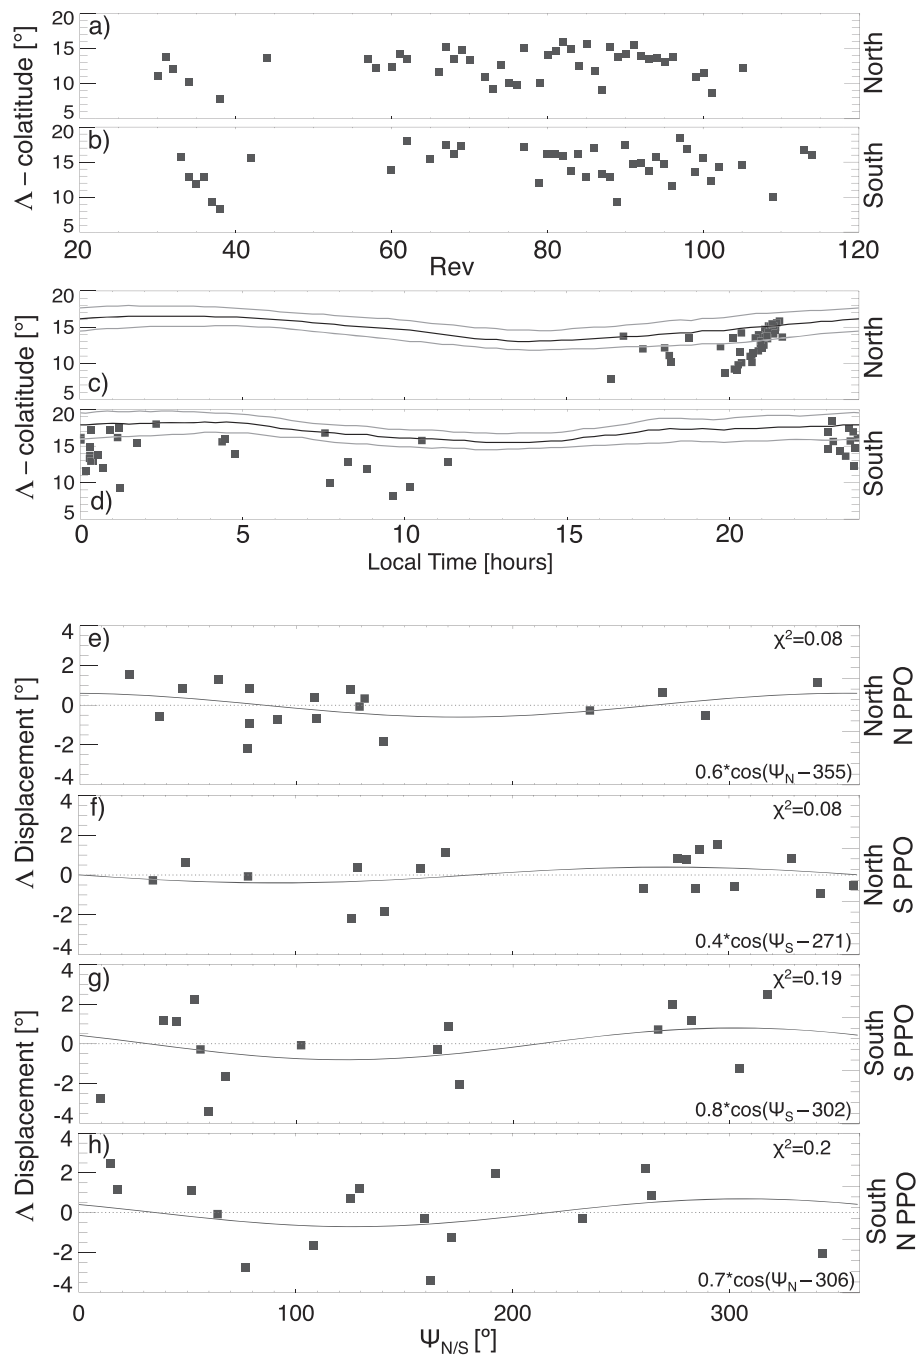 a)
20
15
10
5
North
b)
20
15
10
5
South
Λ – colatitude [°]
20 40 60 80 100 120
Rev
c)
20
15
10
5
North
d)
20
15
10
5
South
Λ – colatitude [°]
0 5 10 15 20
Local Time [hours]
e)
χ²=0.08
4
2
0
-2
-4
0.6*cos(Ψ_N–355)
North
N PPO
f)
χ²=0.08
4
2
0
-2
-4
0.4*cos(Ψ_S–271)
North
S PPO
Λ Displacement [°]
g)
χ²=0.19
4
2
0
-2
-4
0.8*cos(Ψ_S–302)
South
S PPO
h)
χ²=0.2
4
2
0
-2
-4
0.7*cos(Ψ_N–306)
South
N PPO
Λ Displacement [°]
0 100 200 300
Ψ_N/S [º]